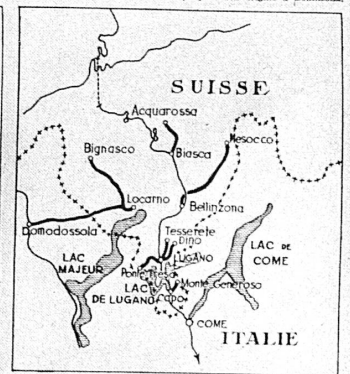 SUISSE
Acquarossa
Biasca
Mesocco
Bignasco
Locarno
Bellinzona
Domodossola
Tesserete
DINO
LAC DE
COME
LAC
MAJEUR
LUGANO
Ponte Tresa
LAC
DE LUGANO
Monte Generoso
Capo
COME
ITALIE